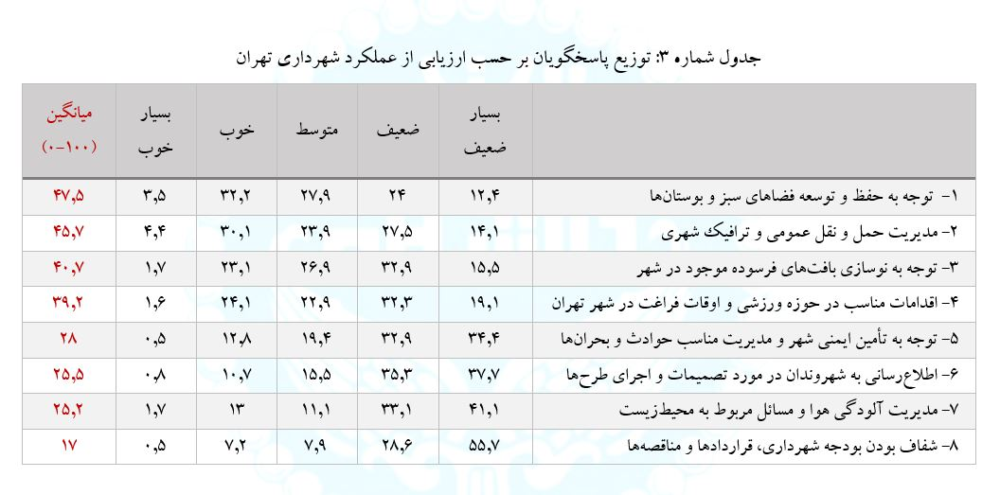 جدول شماره ۳: توزیع پاسخگویان بر حسب ارزیابی از عملکرد شهرداری تهران
بسیار ضعیف ضعیف متوسط خوب بسیار خوب میانگین (۰-۱۰۰)
۱- توجه به حفظ و توسعه فضاهای سبز و بوستان‌ها ۱۲,۴ ۲۴ ۲۷,۹ ۳۲,۲ ۳,۵ ۴۷,۵
۲- مدیریت حمل و نقل عمومی و ترافیک شهری ۱۴,۱ ۲۷,۵ ۲۳,۹ ۳۰,۱ ۴,۴ ۴۵,۷
۳- توجه به نوسازی بافت‌های فرسوده موجود در شهر ۱۵,۵ ۳۲,۹ ۲۶,۹ ۲۳,۱ ۱,۷ ۴۰,۷
۴- اقدامات مناسب در حوزه ورزشی و اوقات فراغت در شهر تهران ۱۹,۱ ۳۲,۳ ۲۲,۹ ۲۴,۱ ۱,۶ ۳۹,۲
۵- توجه به تأمین ایمنی شهر و مدیریت مناسب حوادث و بحران‌ها ۳۴,۴ ۳۲,۹ ۱۹,۴ ۱۲,۸ ۰,۵ ۲۸
۶- اطلاع‌رسانی به شهروندان در مورد تصمیمات و اجرای طرح‌ها ۳۷,۷ ۳۵,۳ ۱۵,۵ ۱۰,۷ ۰,۸ ۲۵,۵
۷- مدیریت آلودگی هوا و مسائل مربوط به محیط‌زیست ۴۱,۱ ۳۳,۱ ۱۱,۱ ۱۳ ۱,۷ ۲۵,۲
۸- شفاف بودن بودجه شهرداری، قراردادها و مناقصه‌ها ۵۵,۷ ۲۸,۶ ۷,۹ ۷,۲ ۰,۵ ۱۷